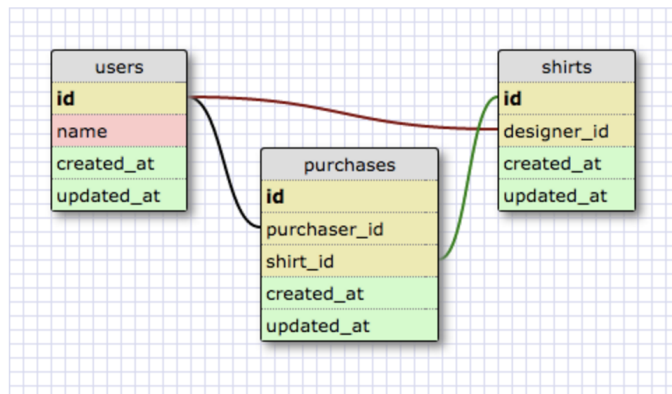 users
id
name
created_at
updated_at
purchases
id
purchaser_id
shirt_id
created_at
updated_at
shirts
id
designer_id
created_at
updated_at